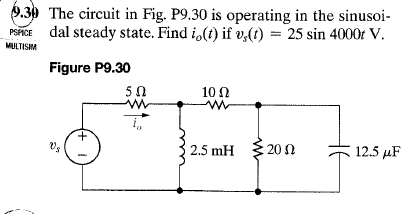 9.30 The circuit in Fig. P9.30 is operating in the sinusoi-
PSPICE dal steady state. Find i_o(t) if v_s(t) = 25 sin 4000t V.
MULTISIM
Figure P9.30
5 Ω 10 Ω
i_o
+
v_s 2.5 mH 20 Ω 12.5 μF
−